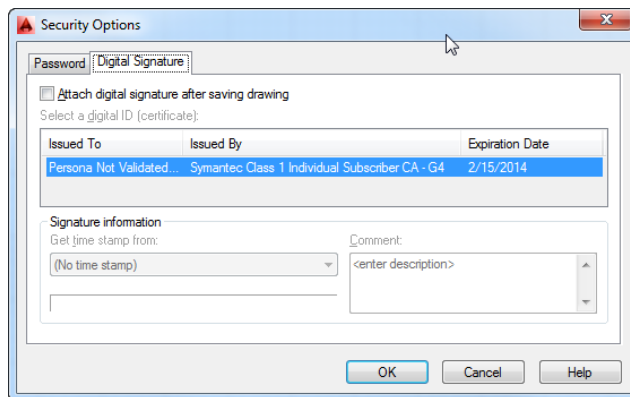 Security Options
Password Digital Signature
Attach digital signature after saving drawing
Select a digital ID (certificate):
Issued To Issued By Expiration Date
Persona Not Validated... Symantec Class 1 Individual Subscriber CA - G4 2/15/2014
Signature information
Get time stamp from: Comment:
(No time stamp) <enter description>
OK Cancel Help